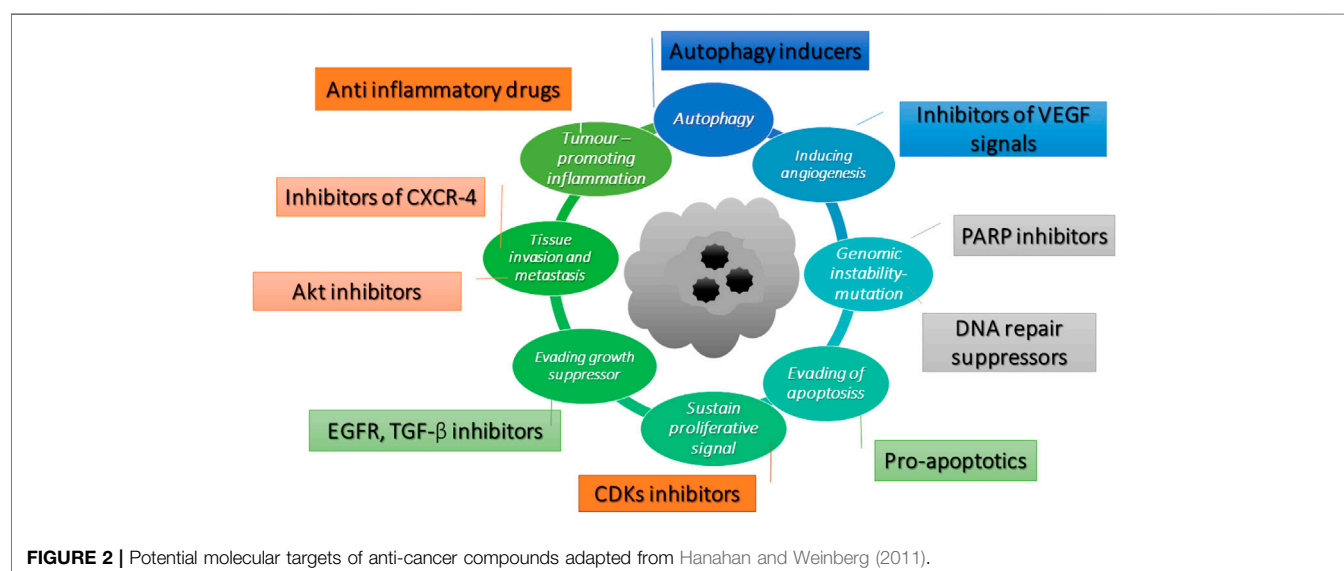 Autophagy inducers
Anti inflammatory drugs
Autophagy
Inhibitors of VEGF
signals
Tumour –
promoting
inflammation
Inducing
angiogenesis
Inhibitors of CXCR-4
PARP inhibitors
Tissue
invasion and
metastasis
Genomic
instability-
mutation
Akt inhibitors
DNA repair
suppressors
Evading growth
suppressor
Evading of
apoptosiss
Sustain
proliferative
signal
EGFR, TGF-β inhibitors
Pro-apoptotics
CDKs inhibitors
FIGURE 2 | Potential molecular targets of anti-cancer compounds adapted from Hanahan and Weinberg (2011).